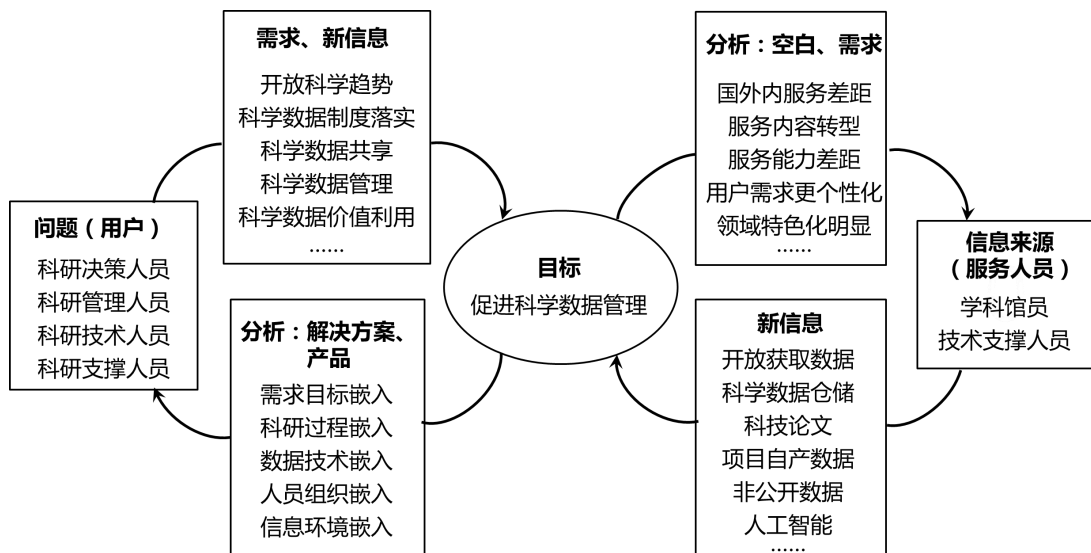 需求、新信息
开放科学趋势
科学数据制度落实
科学数据共享
科学数据管理
科学数据价值利用
……
分析：空白、需求
国外内服务差距
服务内容转型
服务能力差距
用户需求更个性化
领域特色化明显
……
问题（用户）
科研决策人员
科研管理人员
科研技术人员
科研支撑人员
目标
促进科学数据管理
信息来源
（服务人员）
学科馆员
技术支撑人员
分析：解决方案、
产品
需求目标嵌入
科研过程嵌入
数据技术嵌入
人员组织嵌入
信息环境嵌入
新信息
开放获取数据
科学数据仓储
科技论文
项目自产数据
非公开数据
人工智能
……